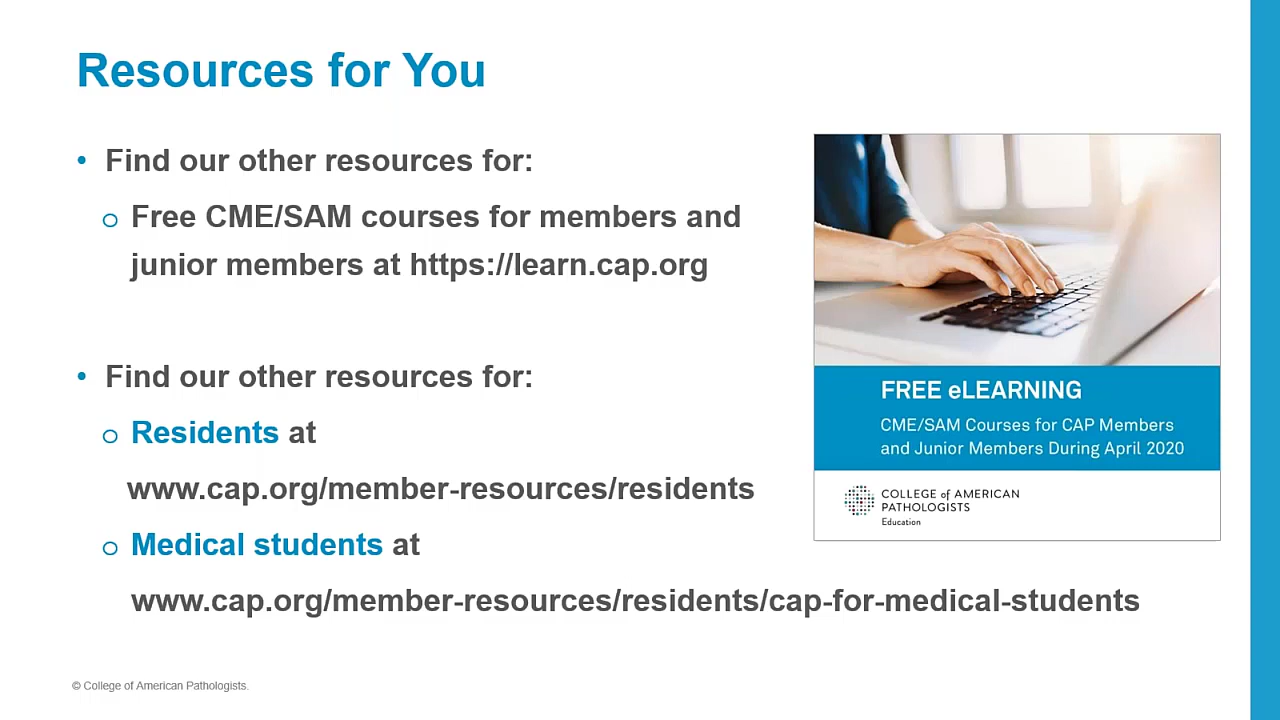 Resources for You
• Find our other resources for:
o Free CME/SAM courses for members and
junior members at https://learn.cap.org
• Find our other resources for:
o Residents at
www.cap.org/member-resources/residents
o Medical students at
www.cap.org/member-resources/residents/cap-for-medical-students
FREE eLEARNING
CME/SAM Courses for CAP Members
and Junior Members During April 2020
COLLEGE of AMERICAN
PATHOLOGISTS
Education
© College of American Pathologists.